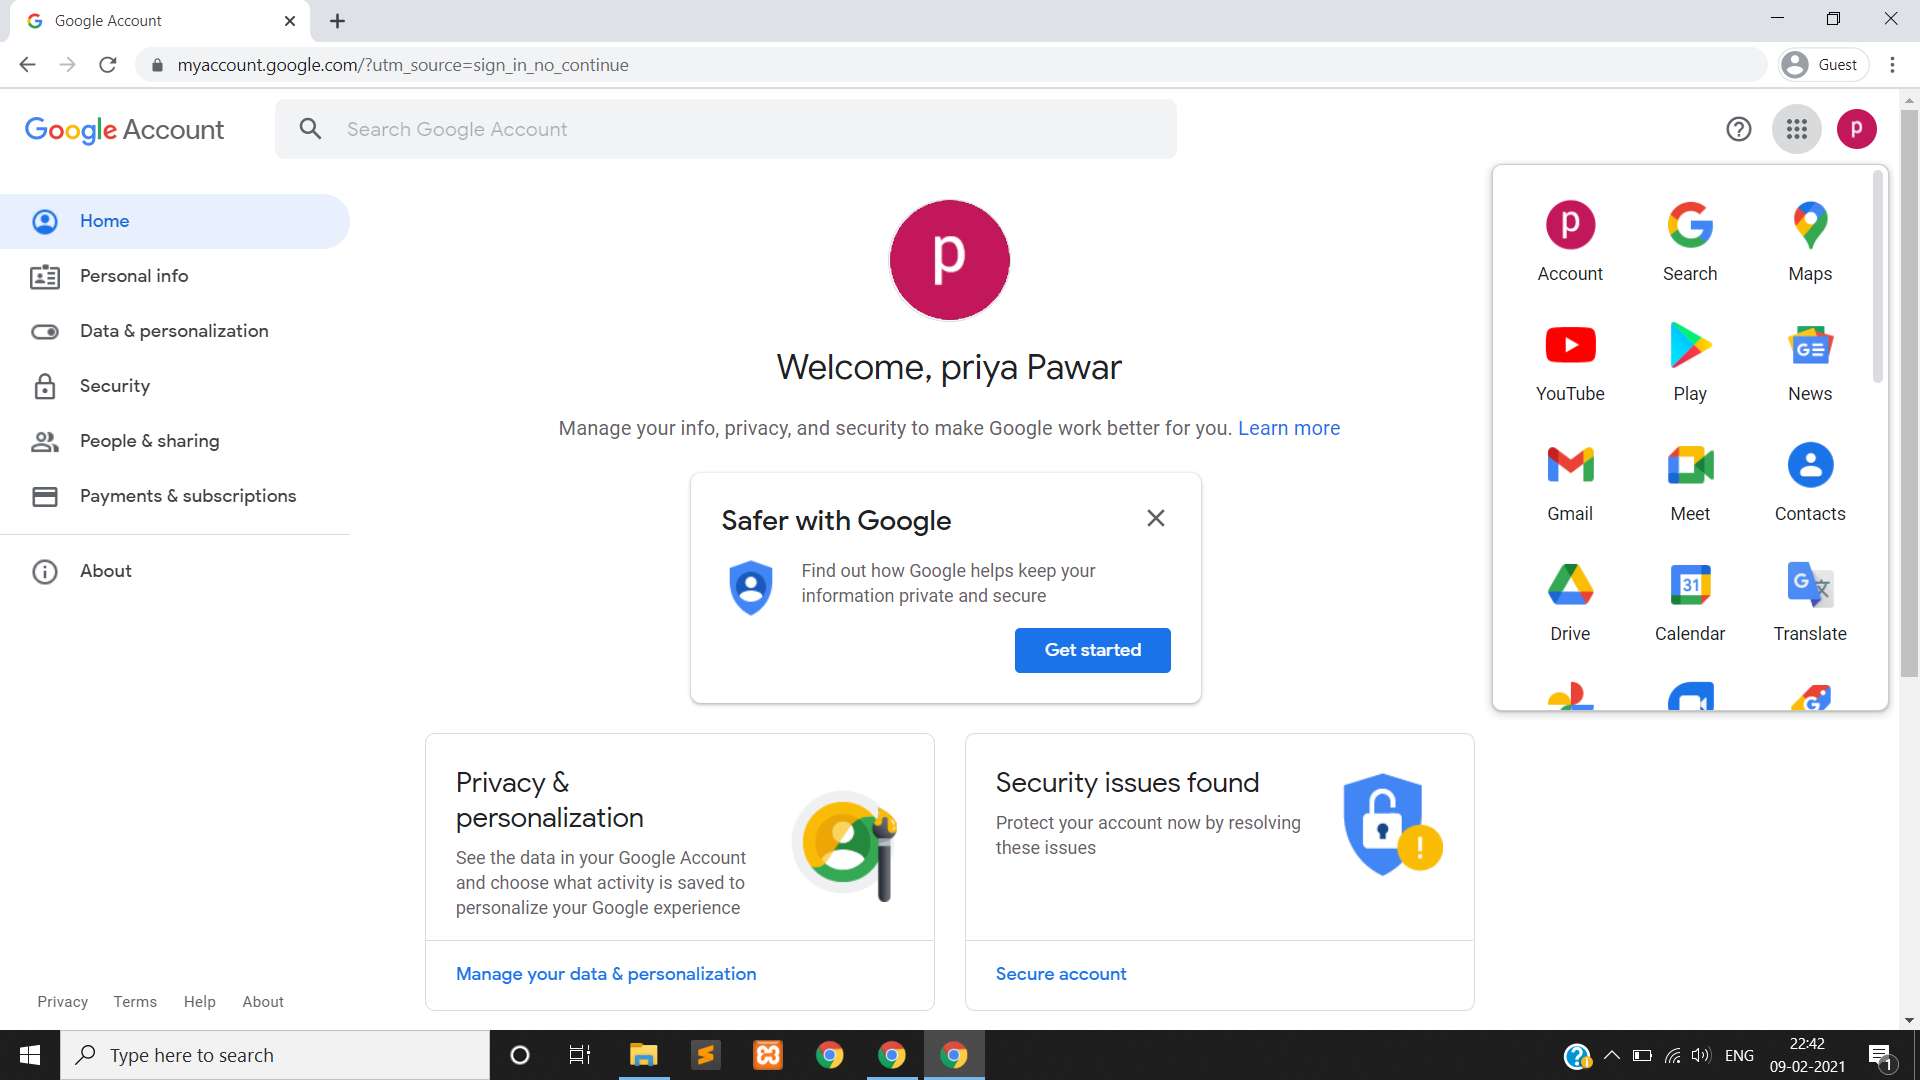 Google Account
myaccount.google.com/?utm_source=sign_in_no_continue
Guest
Google Account
Search Google Account
p
Home
Personal info
Data & personalization
Security
People & sharing
Payments & subscriptions
About
p
Welcome, priya Pawar
Manage your info, privacy, and security to make Google work better for you. Learn more
Safer with Google
Find out how Google helps keep your
information private and secure
Get started
Privacy &
personalization
See the data in your Google Account
and choose what activity is saved to
personalize your Google experience
Manage your data & personalization
Security issues found
Protect your account now by resolving
these issues
Secure account
p
Account
Search
Maps
YouTube
Play
News
Gmail
Meet
Contacts
31
Drive
Calendar
Translate
Privacy
Terms
Help
About
Type here to search
ENG
22:42
09-02-2021
1